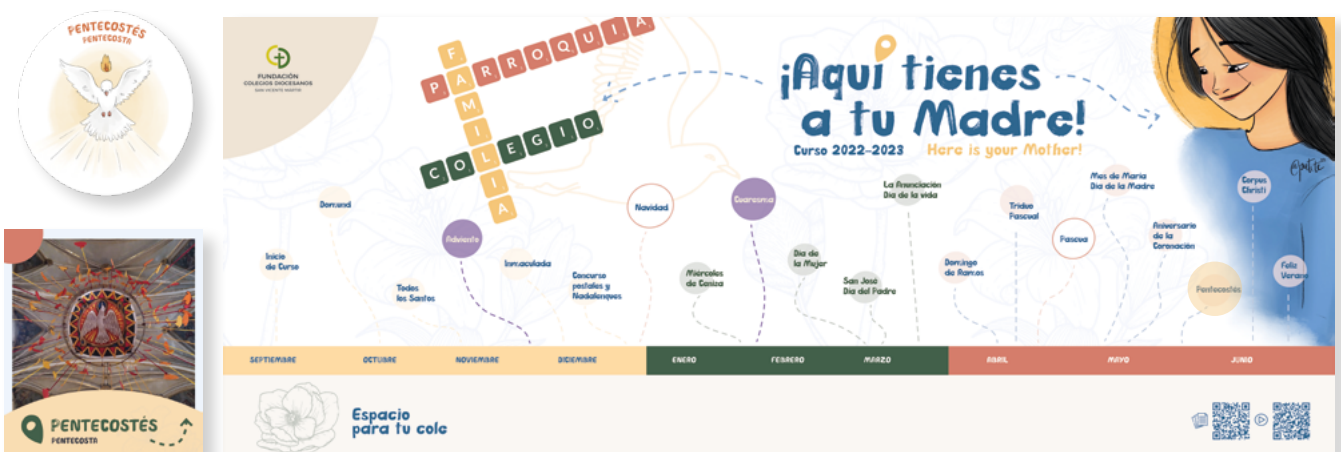 PENTECOSTÉS
PENTECOSTA
FUNDACIÓN
COLEGIOS DIOCESANOS
SAN VICENTE MÁRTIR
PARROQUIA
FAMILIA
COLEGIO
¡Aquí tienes
a tu Madre!
Curso 2022-2023 Here is your Mother!
Inicio
de Curso
Domund
Todos
los Santos
Adviento
Inmaculada
Concurso
postales y
Nadalenques
Navidad
Miércoles
de Ceniza
Cuaresma
Día de
la Mujer
San José
Día del Padre
La Anunciación
Día de la vida
Domingo
de Ramos
Triduo
Pascual
Pascua
Mes de María
Día de la Madre
Aniversario
de la
Coronación
Pentecostés
Corpus
Christi
Feliz
Verano
SEPTIEMBRE OCTUBRE NOVIEMBRE DICIEMBRE ENERO FEBRERO MARZO ABRIL MAYO JUNIO
Espacio
para tu cole
PENTECOSTÉS
PENTECOSTA